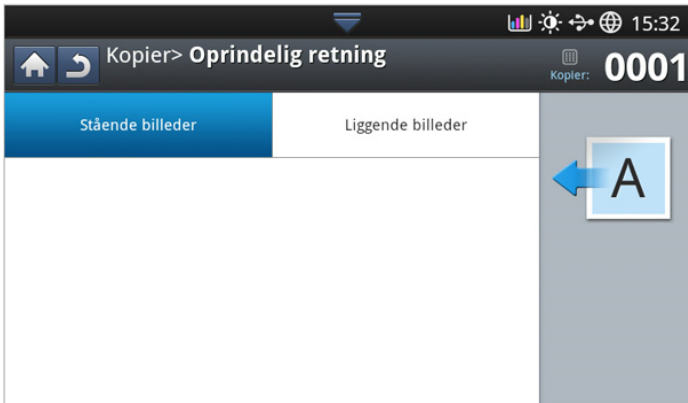 15:32
Kopier> Oprindelig retning
Kopier: 0001
Stående billeder
Liggende billeder
A